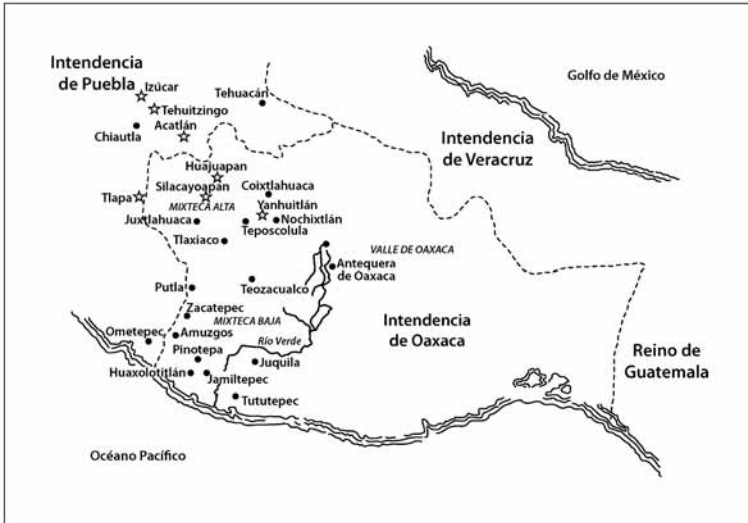 Intendencia
de Puebla
Izúcar
Tehuitzingo
Acatlán
Chiautla
Tehuacán
Golfo de México
Intendencia
de Veracruz
Huajuapan
Silacayoapan
Coixtlahuaca
Tlapa
MIXTECA ALTA
Yanhuitlán
Juxtlahuaca
Nochixtlán
Teposcolula
Tlaxiaco
VALLE DE OAXACA
Antequera
de Oaxaca
Putla
Teozacualco
Zacatepec
MIXTECA BAJA
Intendencia
de Oaxaca
Ometepec
Amuzgos
Río Verde
Pinotepa
Juquila
Reino de
Guatemala
Huaxolotitlán
Jamiltepec
Tututepec
Océano Pacífico